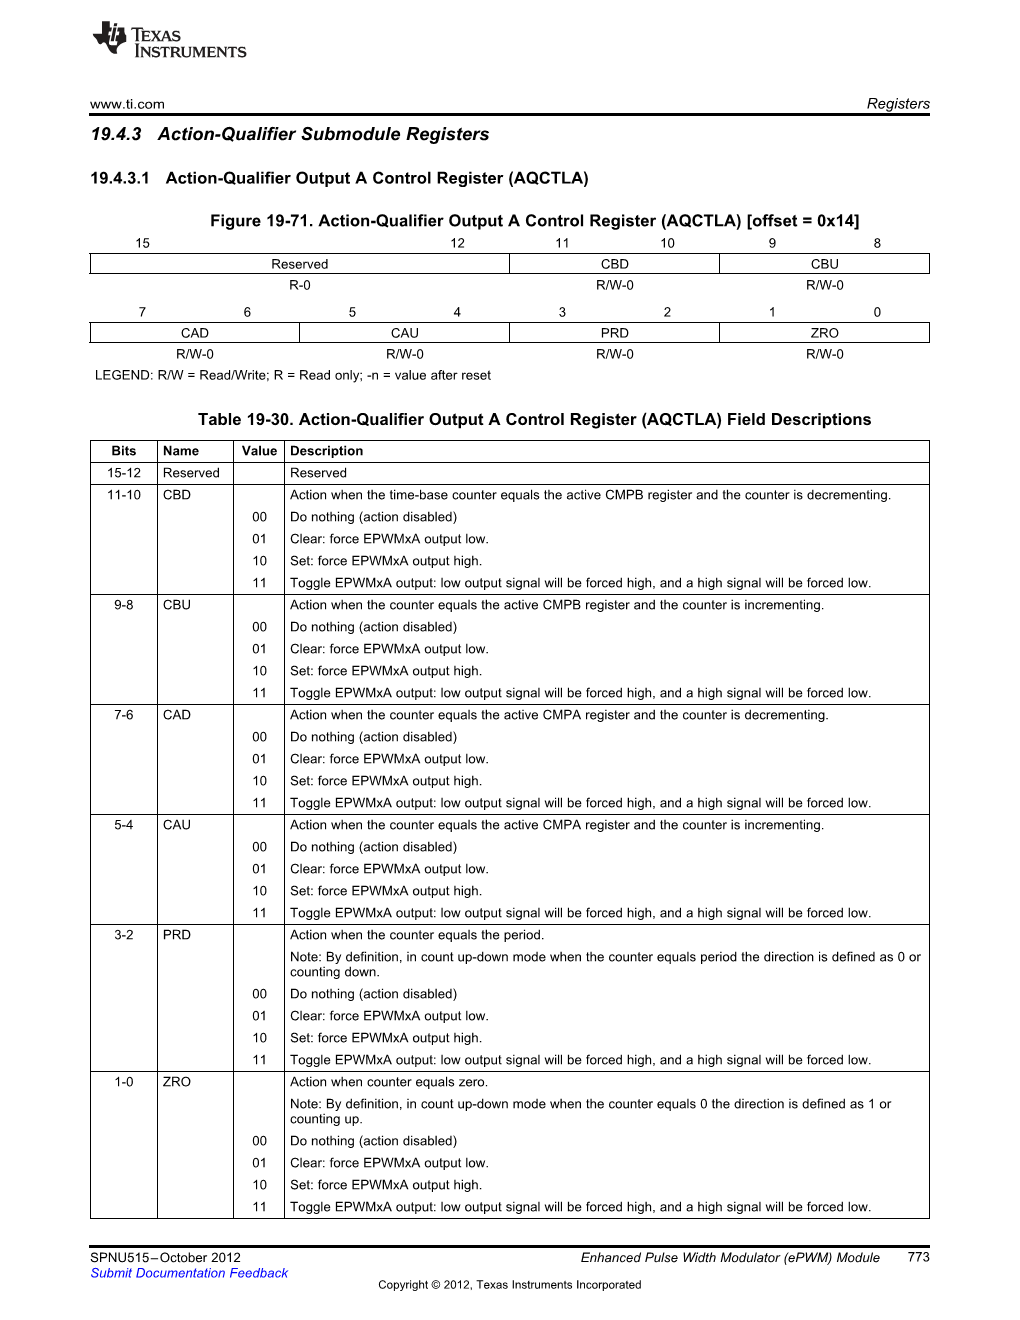 TEXAS
INSTRUMENTS
www.ti.com Registers
19.4.3 Action-Qualifier Submodule Registers
19.4.3.1 Action-Qualifier Output A Control Register (AQCTLA)
Figure 19-71. Action-Qualifier Output A Control Register (AQCTLA) [offset = 0x14]
15 12 11 10 9 8
Reserved CBD CBU
R-0 R/W-0 R/W-0
7 6 5 4 3 2 1 0
CAD CAU PRD ZRO
R/W-0 R/W-0 R/W-0 R/W-0
LEGEND: R/W = Read/Write; R = Read only; -n = value after reset
Table 19-30. Action-Qualifier Output A Control Register (AQCTLA) Field Descriptions
Bits Name Value Description
15-12 Reserved Reserved
11-10 CBD Action when the time-base counter equals the active CMPB register and the counter is decrementing.
00 Do nothing (action disabled)
01 Clear: force EPWMxA output low.
10 Set: force EPWMxA output high.
11 Toggle EPWMxA output: low output signal will be forced high, and a high signal will be forced low.
9-8 CBU Action when the counter equals the active CMPB register and the counter is incrementing.
00 Do nothing (action disabled)
01 Clear: force EPWMxA output low.
10 Set: force EPWMxA output high.
11 Toggle EPWMxA output: low output signal will be forced high, and a high signal will be forced low.
7-6 CAD Action when the counter equals the active CMPA register and the counter is decrementing.
00 Do nothing (action disabled)
01 Clear: force EPWMxA output low.
10 Set: force EPWMxA output high.
11 Toggle EPWMxA output: low output signal will be forced high, and a high signal will be forced low.
5-4 CAU Action when the counter equals the active CMPA register and the counter is incrementing.
00 Do nothing (action disabled)
01 Clear: force EPWMxA output low.
10 Set: force EPWMxA output high.
11 Toggle EPWMxA output: low output signal will be forced high, and a high signal will be forced low.
3-2 PRD Action when the counter equals the period.
Note: By definition, in count up-down mode when the counter equals period the direction is defined as 0 or
counting down.
00 Do nothing (action disabled)
01 Clear: force EPWMxA output low.
10 Set: force EPWMxA output high.
11 Toggle EPWMxA output: low output signal will be forced high, and a high signal will be forced low.
1-0 ZRO Action when counter equals zero.
Note: By definition, in count up-down mode when the counter equals 0 the direction is defined as 1 or
counting up.
00 Do nothing (action disabled)
01 Clear: force EPWMxA output low.
10 Set: force EPWMxA output high.
11 Toggle EPWMxA output: low output signal will be forced high, and a high signal will be forced low.
SPNU515–October 2012 Enhanced Pulse Width Modulator (ePWM) Module 773
Submit Documentation Feedback
Copyright © 2012, Texas Instruments Incorporated